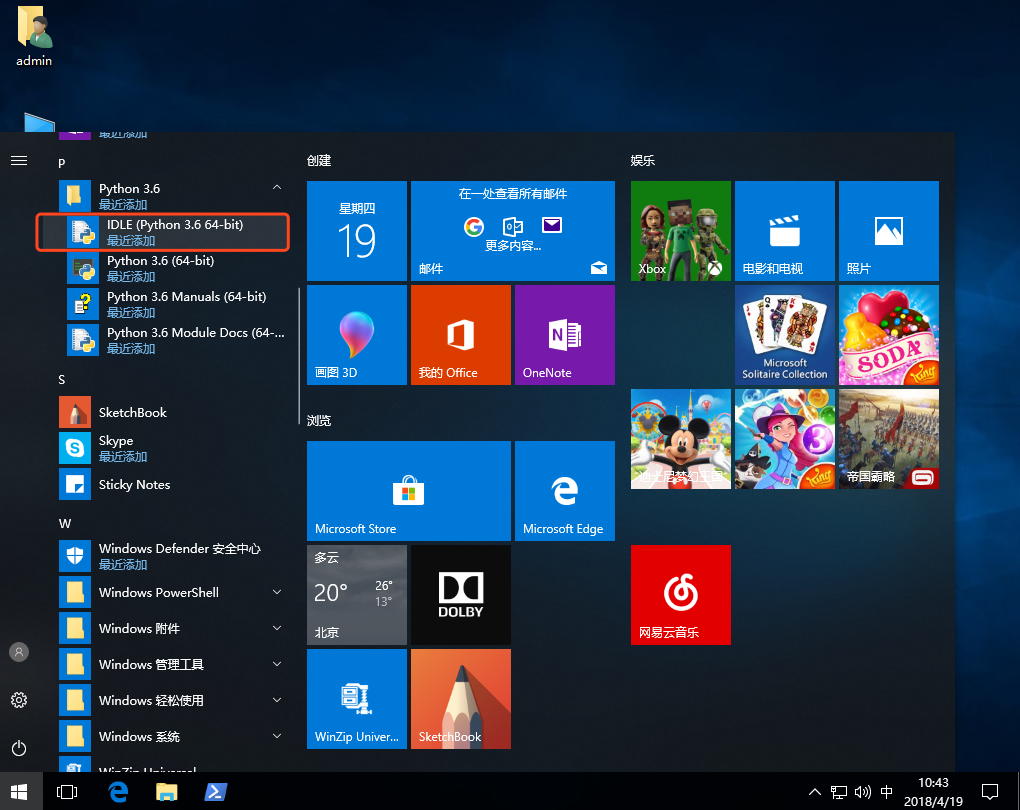 admin
最近添加
P
Python 3.6
最近添加
IDLE (Python 3.6 64-bit)
最近添加
Python 3.6 (64-bit)
最近添加
Python 3.6 Manuals (64-bit)
最近添加
Python 3.6 Module Docs (64-...
最近添加
S
SketchBook
Skype
最近添加
Sticky Notes
W
Windows Defender 安全中心
最近添加
Windows PowerShell
Windows 附件
Windows 管理工具
Windows 轻松使用
Windows 系统
WinZip Universal
创建
星期四
19
在一处查看所有邮件
更多内容...
邮件
画图 3D
我的 Office
N
OneNote
浏览
Microsoft Store
Microsoft Edge
多云
20°
26°
13°
北京
DOLBY
WinZip Univer...
SketchBook
娱乐
Xbox
电影和电视
照片
J
Q
K
Microsoft
Solitaire Collection
SODA
King
迪士尼梦幻王国
3
King
帝国霸略
网易云音乐
中
10:43
2018/4/19